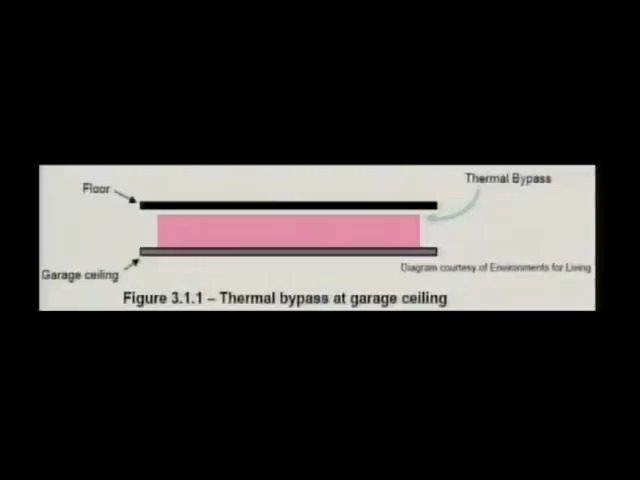 Thermal Bypass
Floor
Garage ceiling
Diagram courtesy of Environments for Living
Figure 3.1.1 – Thermal bypass at garage ceiling